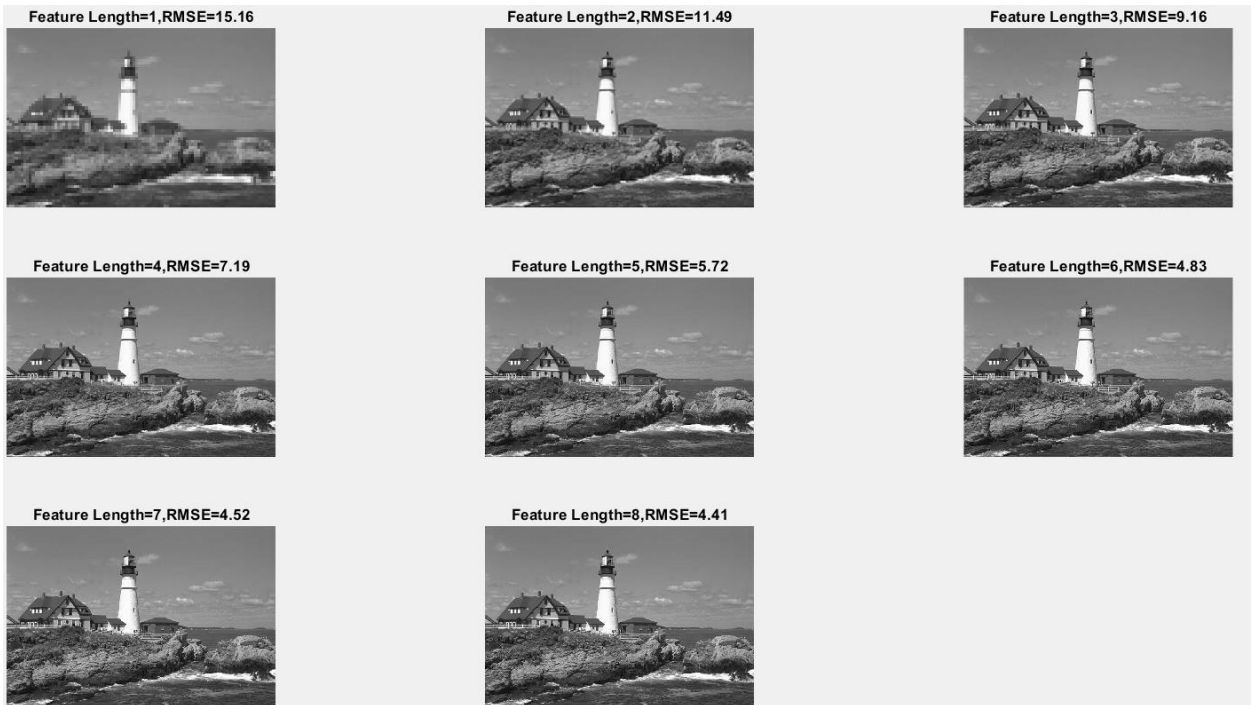 Feature Length=1,RMSE=15.16
Feature Length=2,RMSE=11.49
Feature Length=3,RMSE=9.16
Feature Length=4,RMSE=7.19
Feature Length=5,RMSE=5.72
Feature Length=6,RMSE=4.83
Feature Length=7,RMSE=4.52
Feature Length=8,RMSE=4.41